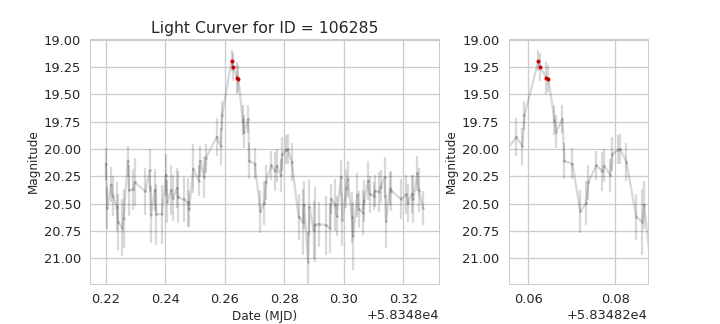 Light Curver for ID = 106285
19.00
19.25
19.50
19.75
20.00
20.25
20.50
20.75
21.00
Magnitude
0.22 0.24 0.26 0.28 0.30 0.32
Date (MJD)
+5.8348e4
19.00
19.25
19.50
19.75
20.00
20.25
20.50
20.75
21.00
Magnitude
0.06 0.08
+5.83482e4